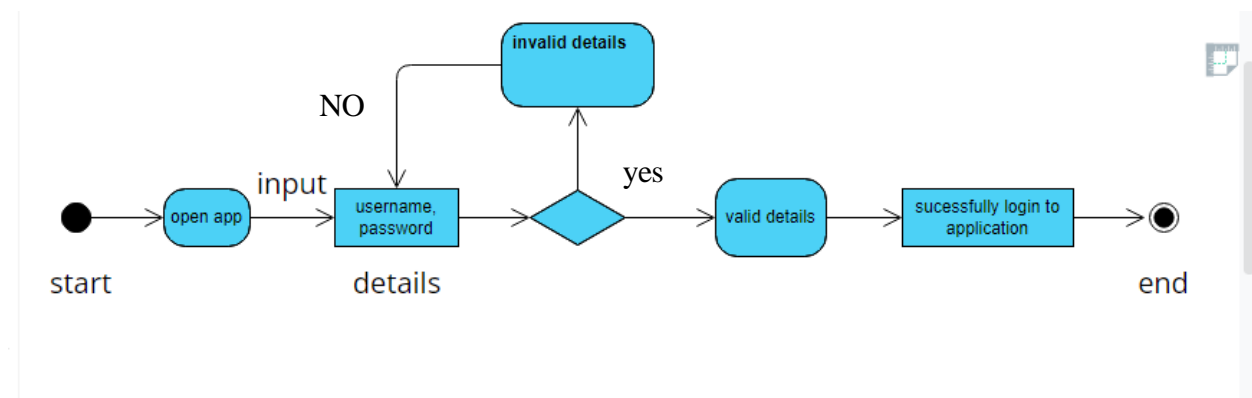 invalid details
NO
yes
input
open app
username,
password
valid details
sucessfully login to
application
start
details
end